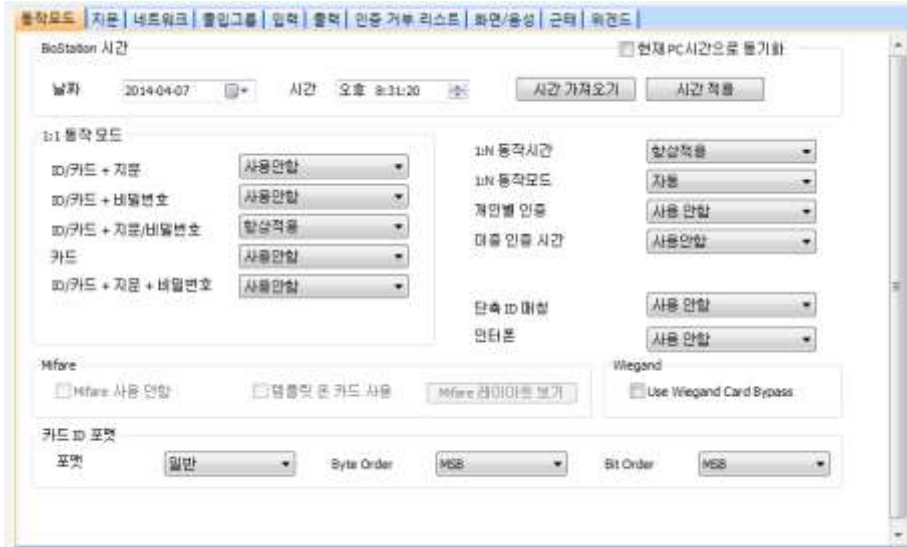 동작모드 지문 네트워크 출입그룹 입력 출력 인증 거부 리스트 화면/음성 근태 위겐드
BioStation 시간
현재 PC시간으로 동기화
날짜 2014-04-07 시간 오후 8:31:20 시간 가져오기 시간 적용
1:1 동작 모드
ID/카드 + 지문 사용안함
ID/카드 + 비밀번호 사용안함
ID/카드 + 지문/비밀번호 항상적용
카드 사용안함
ID/카드 + 지문 + 비밀번호 사용안함
1:N 동작시간 항상적용
1:N 동작모드 자동
개인별 인증 사용 안함
이중 인증 시간 사용안함
단축 ID 매칭 사용 안함
인터폰 사용 안함
Mifare
Mifare 사용 안함 템플릿 온 카드 사용 Mifare 레이아웃 보기
Wiegand
Use Wiegand Card Bypass
카드 ID 포맷
포맷 일반 Byte Order MSB Bit Order MSB